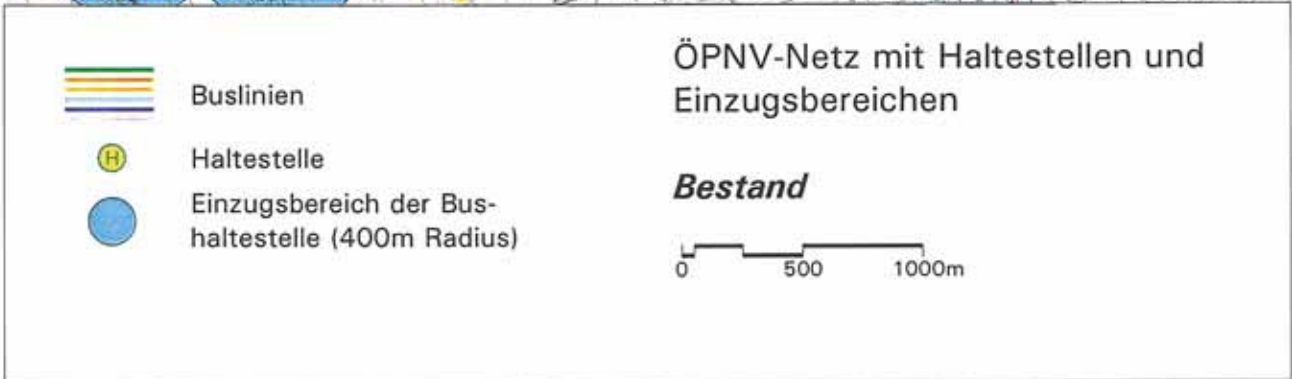 Buslinien
H
Haltestelle
Einzugsbereich der Bus-
haltestelle (400m Radius)
ÖPNV-Netz mit Haltestellen und
Einzugsbereichen
Bestand
0 500 1000m